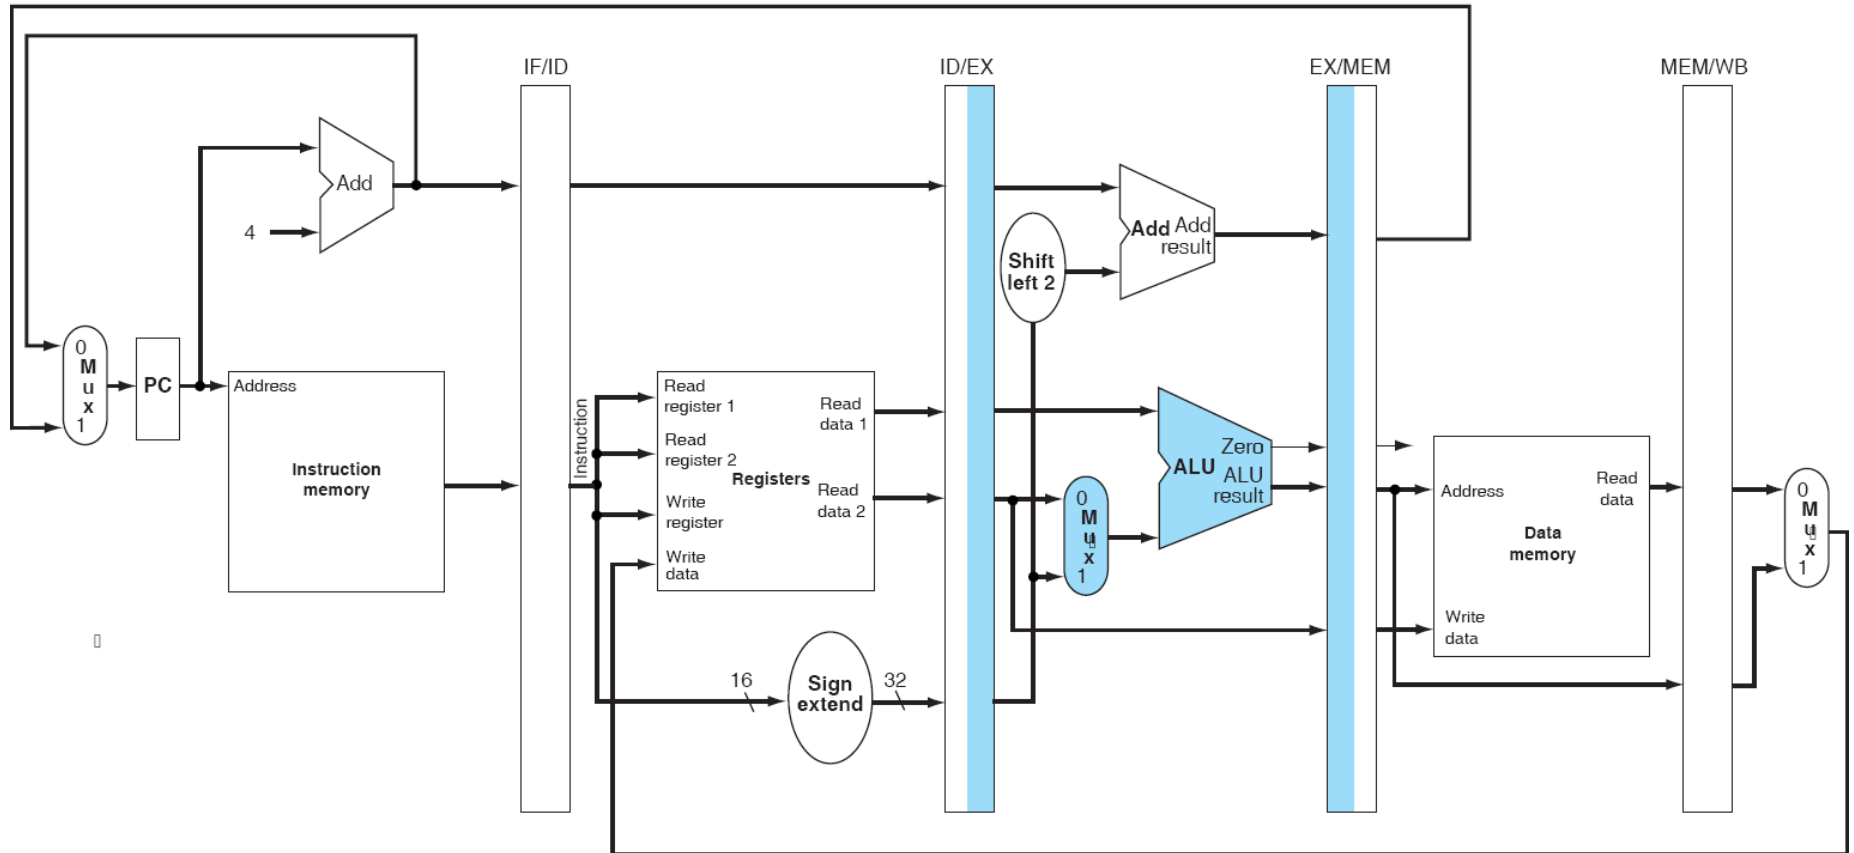 IF/ID
ID/EX
EX/MEM
MEM/WB
Add
4
Add Add
result
Shift
left 2
0
M
u
x
1
PC
Address
Instruction
memory
Instruction
Read
register 1
Read
register 2
Write
register
Write
data
Registers
Read
data 1
Read
data 2
16
Sign
extend
32
0
M
u
x
1
Zero
ALU
ALU
result
Address
Write
data
Data
memory
Read
data
0
M
u
x
1